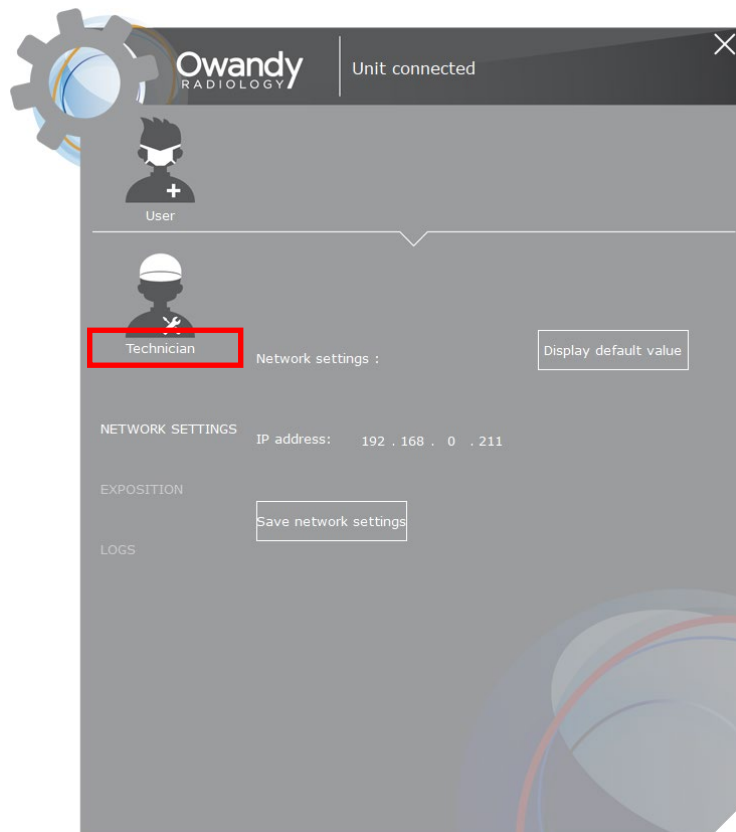 Owandy
RADIOLOGY
Unit connected
User
Technician
Network settings :
Display default value
NETWORK SETTINGS
IP address:
192 . 168 . 0 . 211
EXPOSITION
Save network settings
LOGS